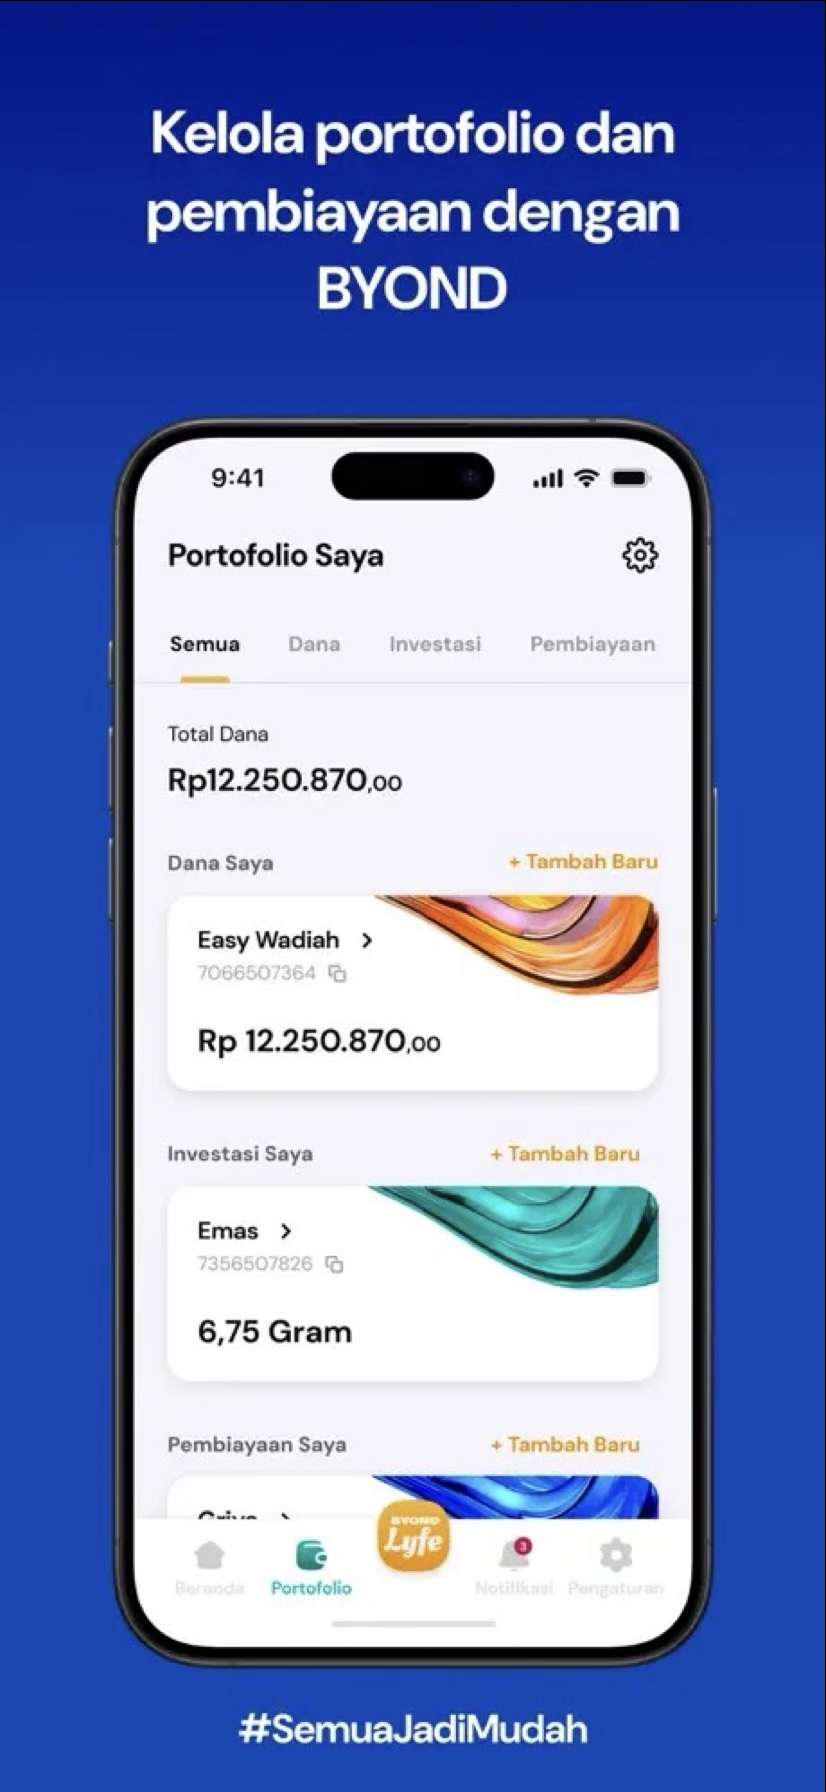 Kelola portofolio dan
pembiayaan dengan
BYOND
9:41
Portofolio Saya
Semua Dana Investasi Pembiayaan
Total Dana
Rp12.250.870,00
Dana Saya + Tambah Baru
Easy Wadiah >
7066507364
Rp 12.250.870,00
Investasi Saya + Tambah Baru
Emas >
7356507826
6,75 Gram
Pembiayaan Saya + Tambah Baru
BYOND
Lyfe
3
Beranda Portofolio Notifikasi Pengaturan
#SemuaJadiMudah